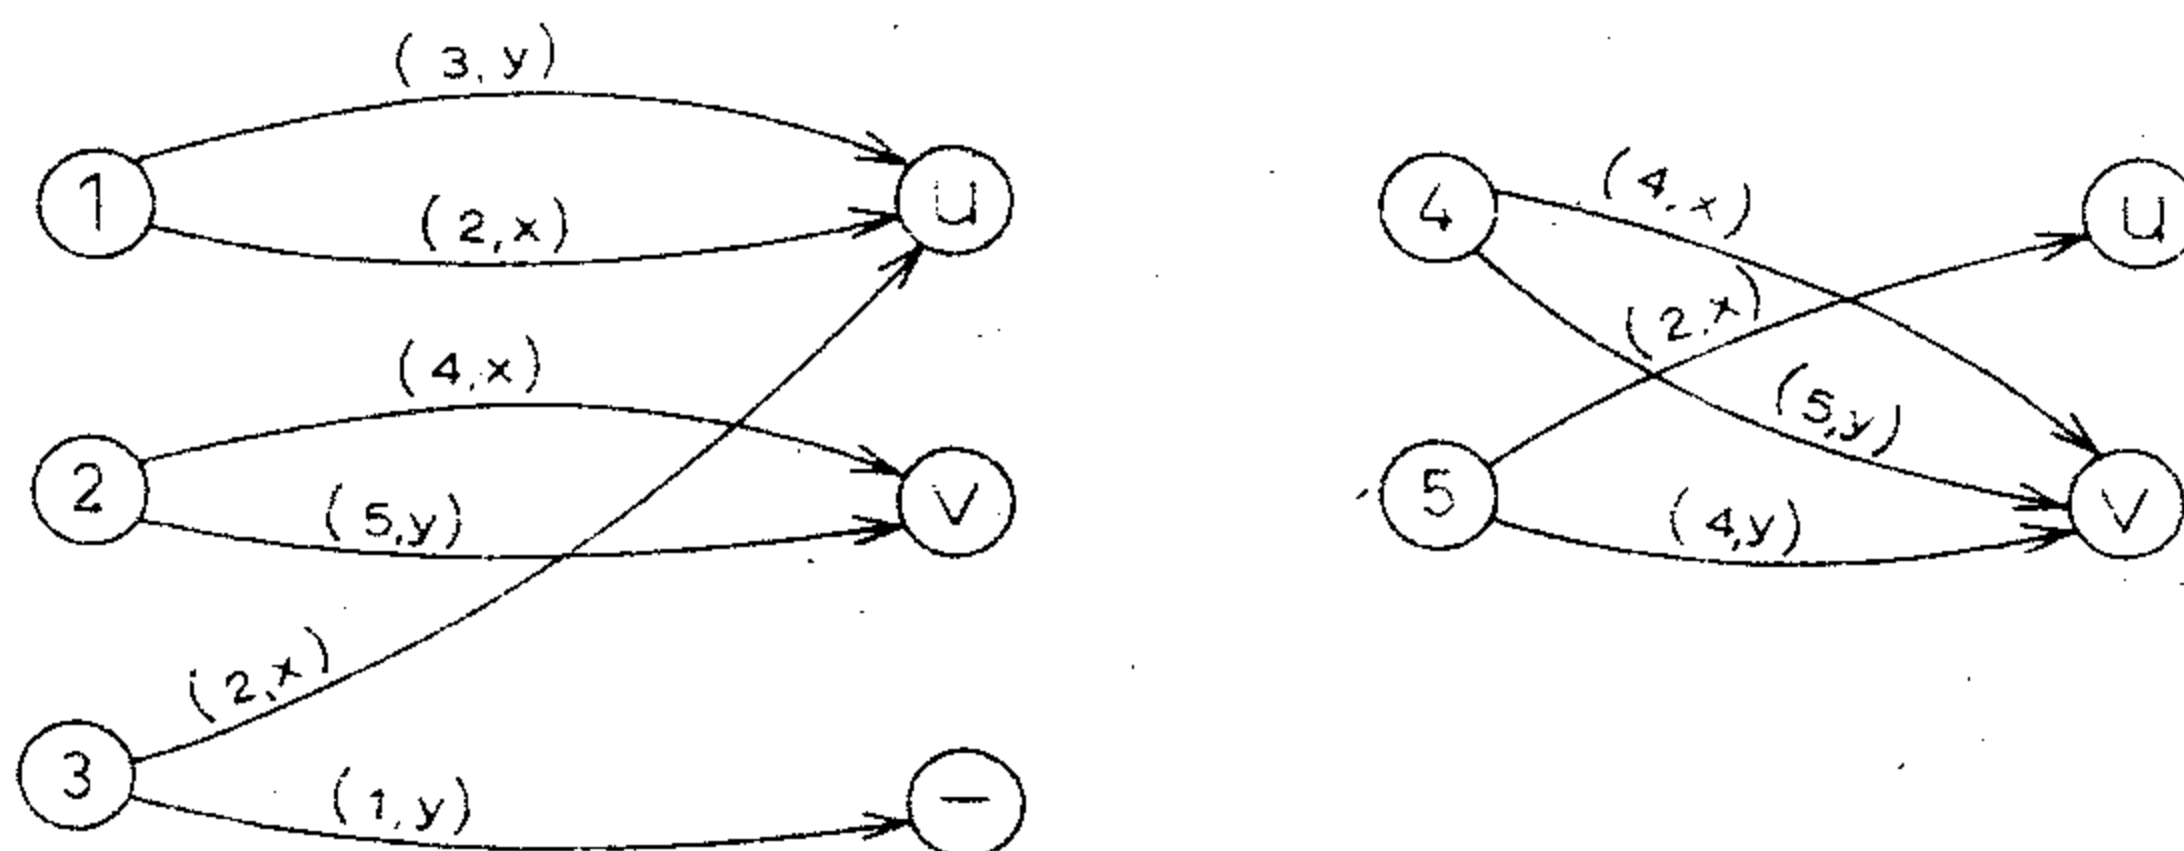 (3,y)
1
(2,x)
u
(4,x)
2
(5,y)
v
(2,x)
3
(1,y)
–
4
(4,x)
u
(2,x)
(5,y)
5
(4,y)
v